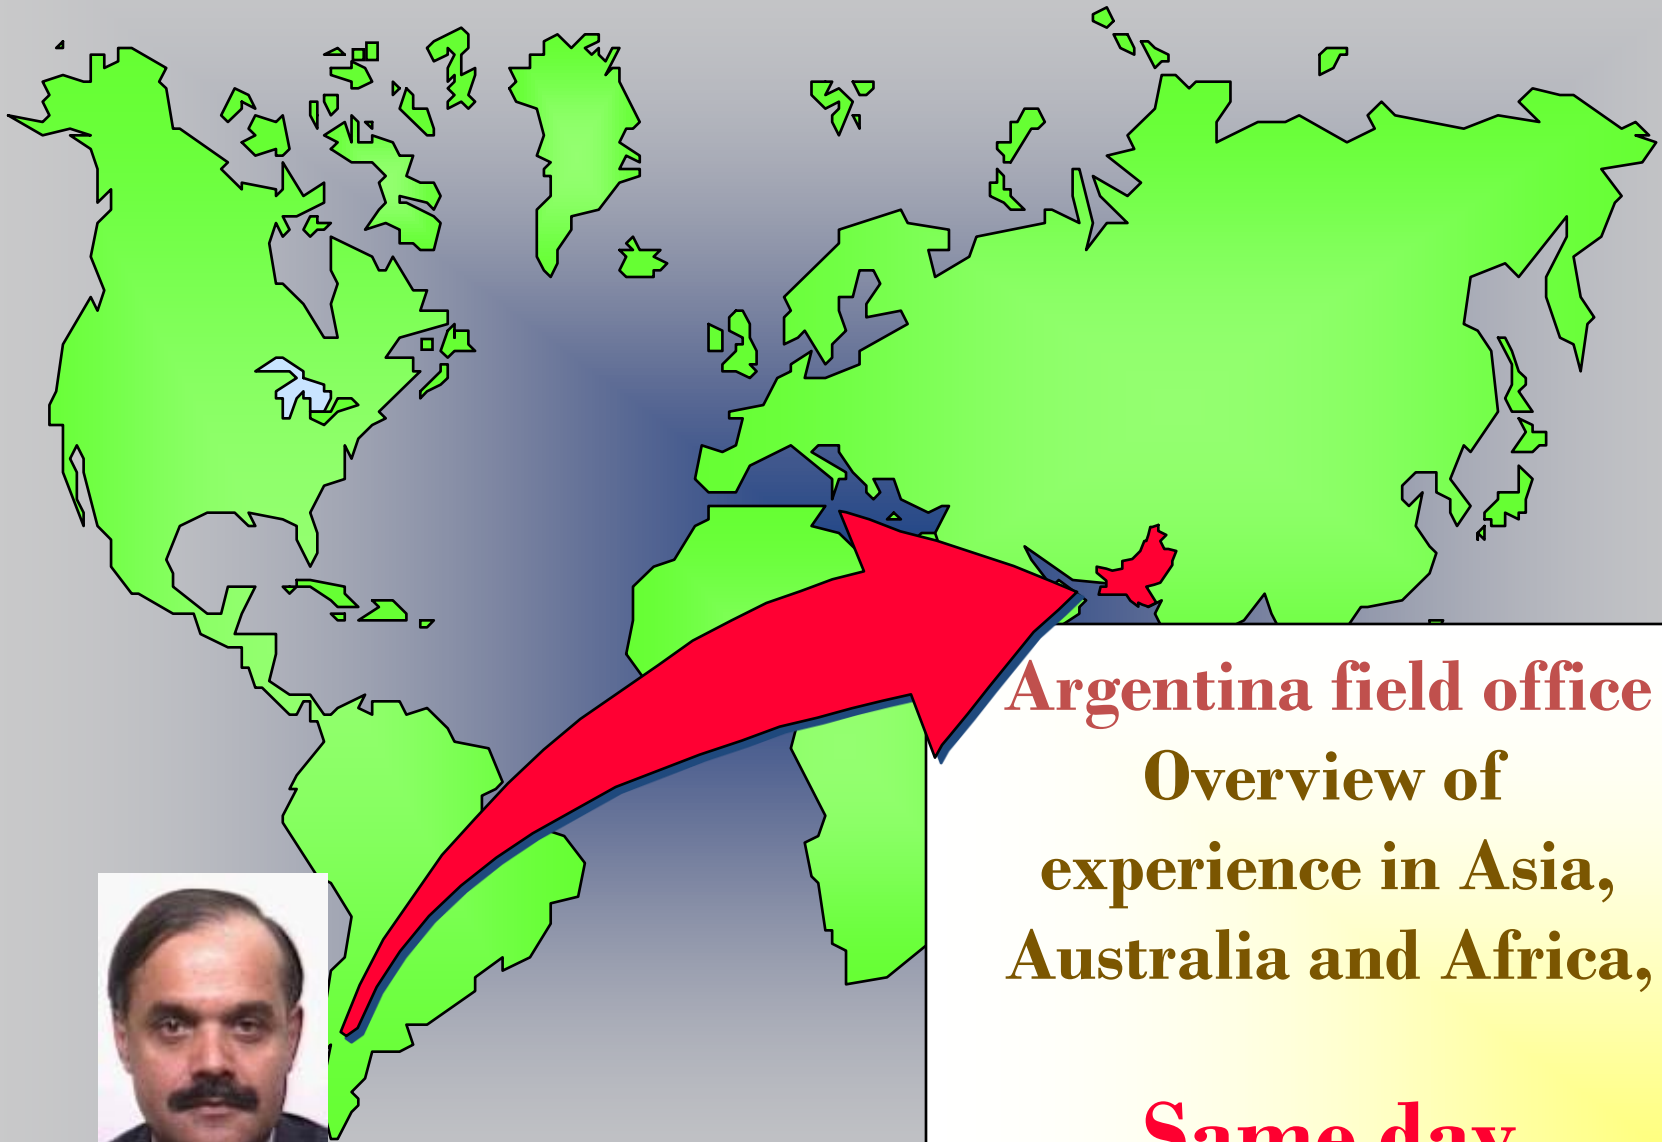 Argentina field office
Overview of
experience in Asia,
Australia and Africa,
Same day